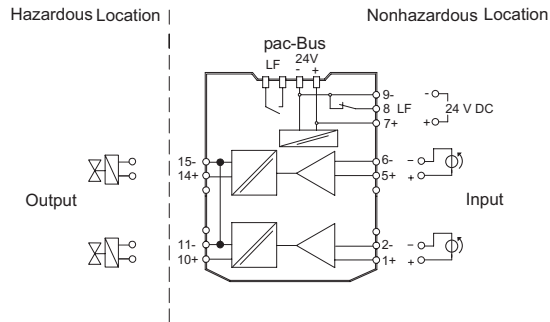 Hazardous Location
Nonhazardous Location
pac-Bus
LF 24V
- +
9-
8 LF
7+
-
+
24 V DC
15-
14+
6-
5+
-
+
Output
Input
11-
10+
2-
1+
-
+